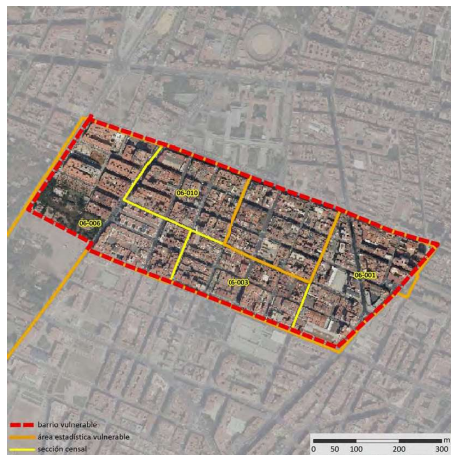 06-010
06-008
06-001
06-003
barrio vulnerable
área estadística vulnerable
sección censal
m
0 50 100 200 300